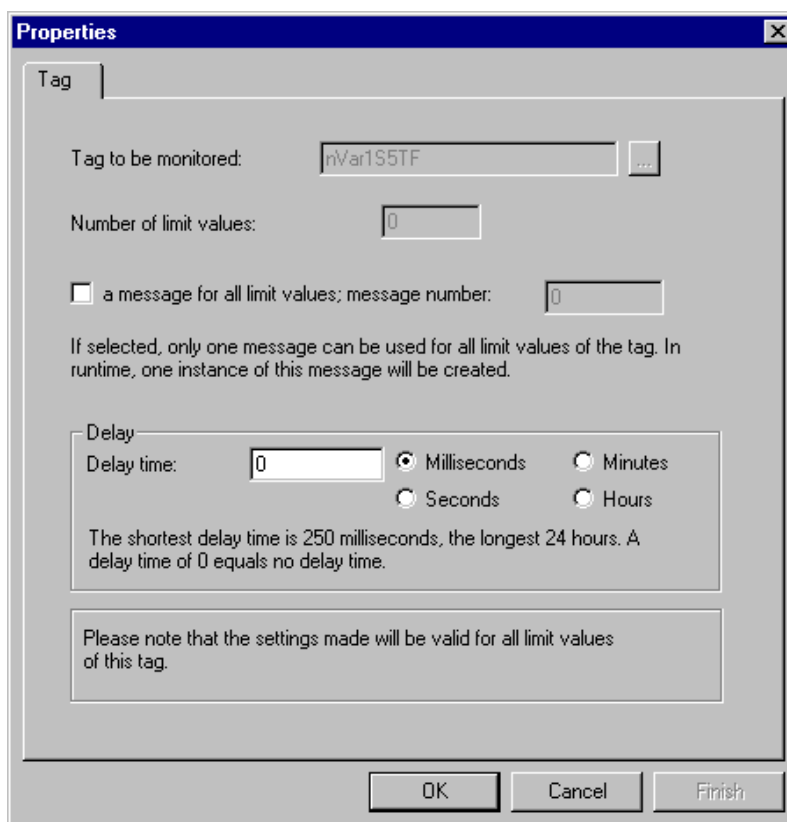 Properties
Tag
Tag to be monitored: nVar1S5TF ...
Number of limit values: 0
a message for all limit values; message number: 0
If selected, only one message can be used for all limit values of the tag. In
runtime, one instance of this message will be created.
Delay
Delay time: 0 Milliseconds Minutes
Seconds Hours
The shortest delay time is 250 milliseconds, the longest 24 hours. A
delay time of 0 equals no delay time.
Please note that the settings made will be valid for all limit values
of this tag.
OK Cancel Finish